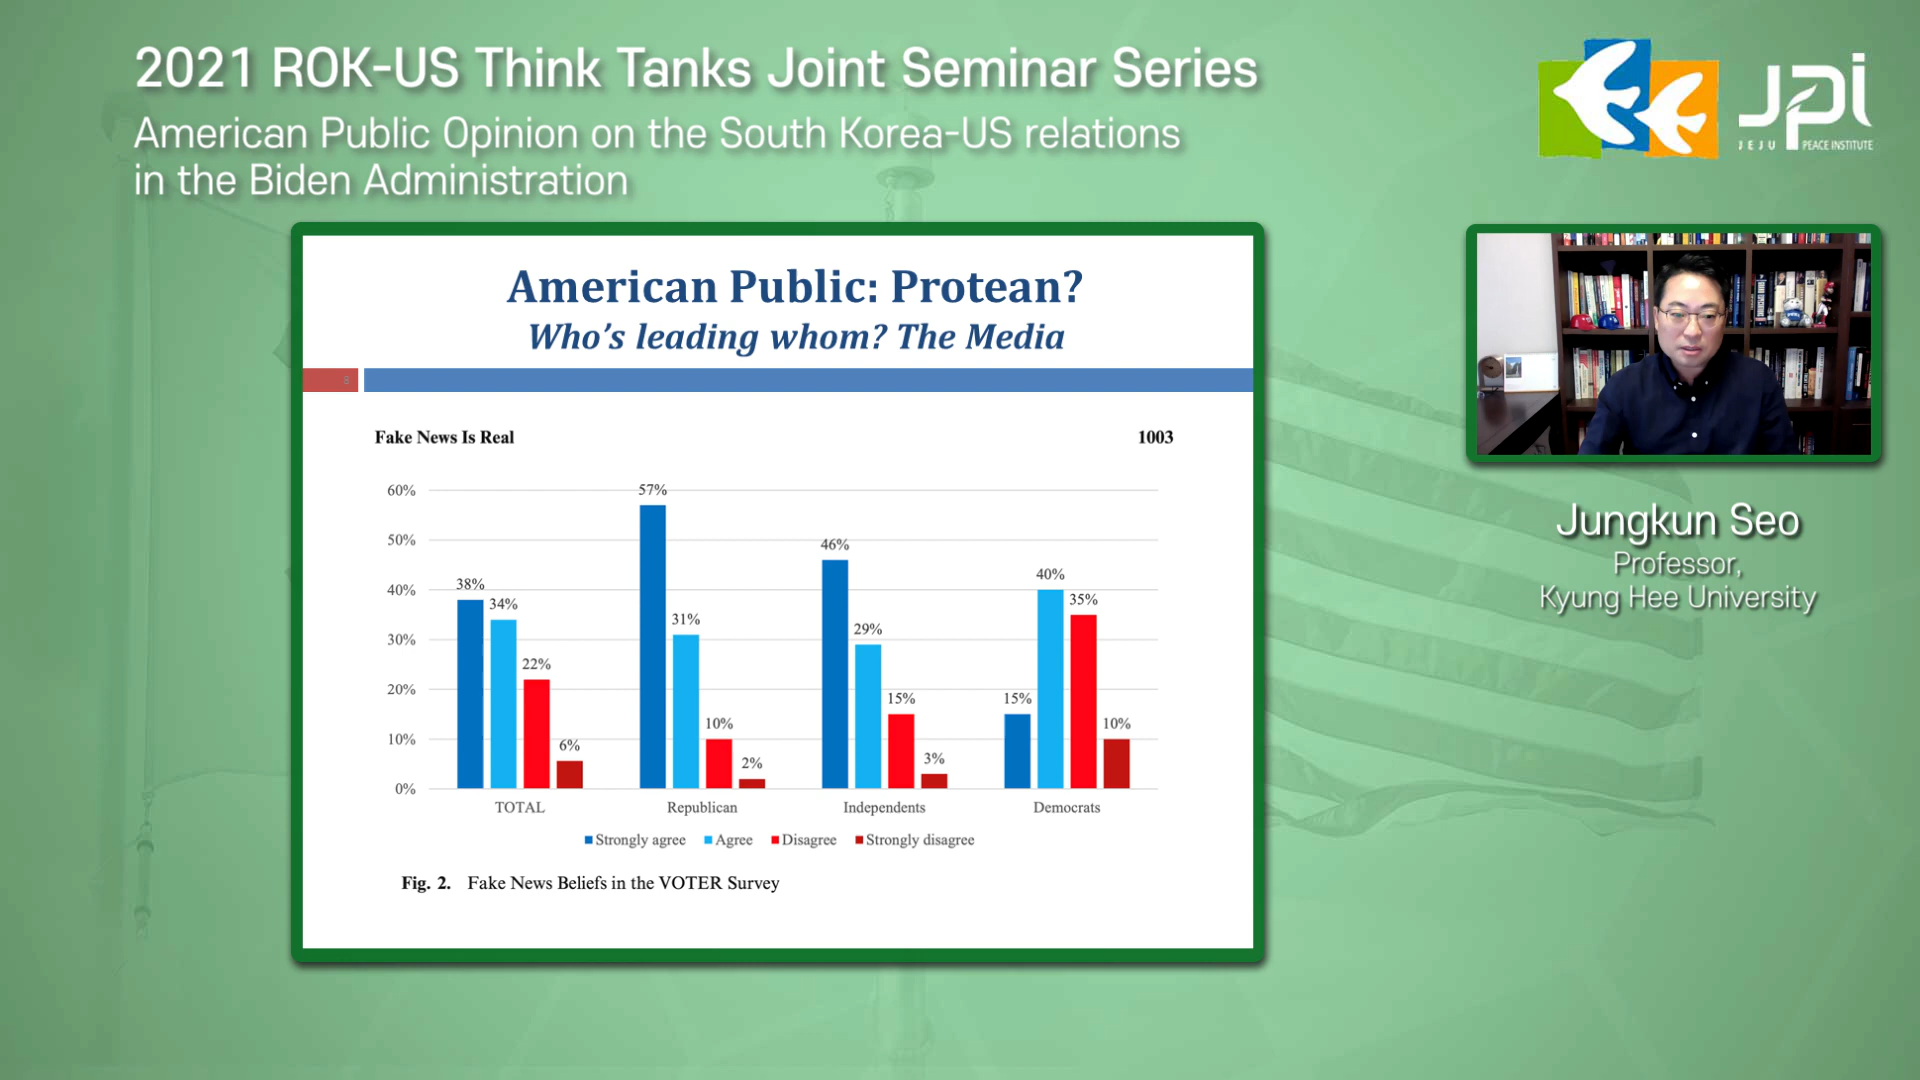 2021 ROK-US Think Tanks Joint Seminar Series
American Public Opinion on the South Korea-US relations
in the Biden Administration
JPI
JEJU PEACE INSTITUTE
American Public: Protean?
Who's leading whom? The Media
8
Fake News Is Real 1003
60%
50%
40%
30%
20%
10%
0%
38% 34% 22% 6%
57% 31% 10% 2%
46% 29% 15% 3%
15% 40% 35% 10%
TOTAL Republican Independents Democrats
Strongly agree Agree Disagree Strongly disagree
Fig. 2. Fake News Beliefs in the VOTER Survey
Jungkun Seo
Professor,
Kyung Hee University